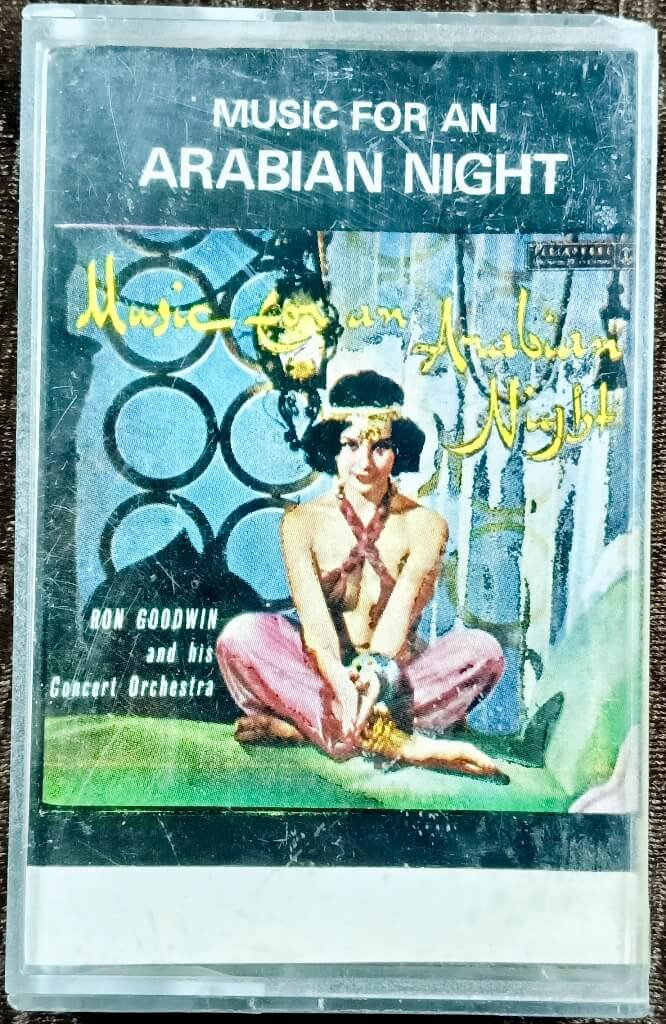 MUSIC FOR AN
ARABIAN NIGHT
Music for an Arabian
Night
RON GOODWIN
and his
Concert Orchestra